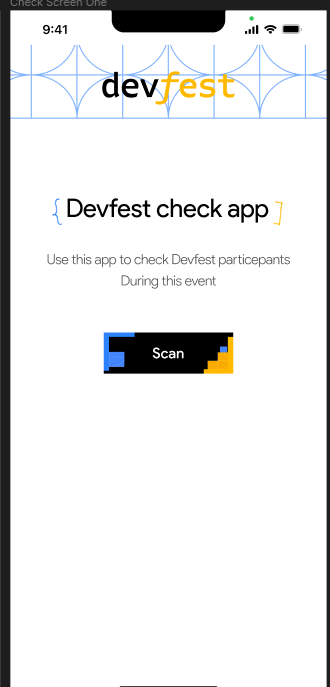 Check Screen One
9:41
devfest
{ Devfest check app ]
Use this app to check Devfest particepants
During this event
Scan